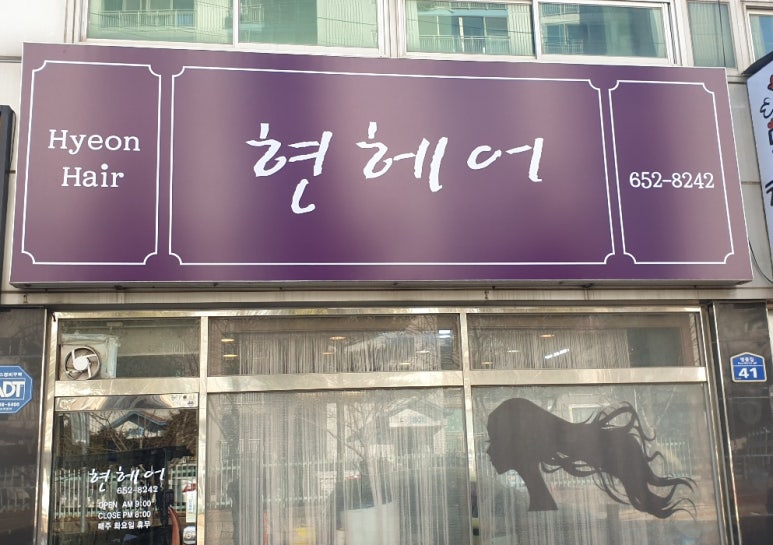 Hyeon
Hair
현헤어
652-8242
현헤어
652-8242
OPEN AM 9:00
CLOSE PM 8:00
매주 화요일 휴무
ADT
41